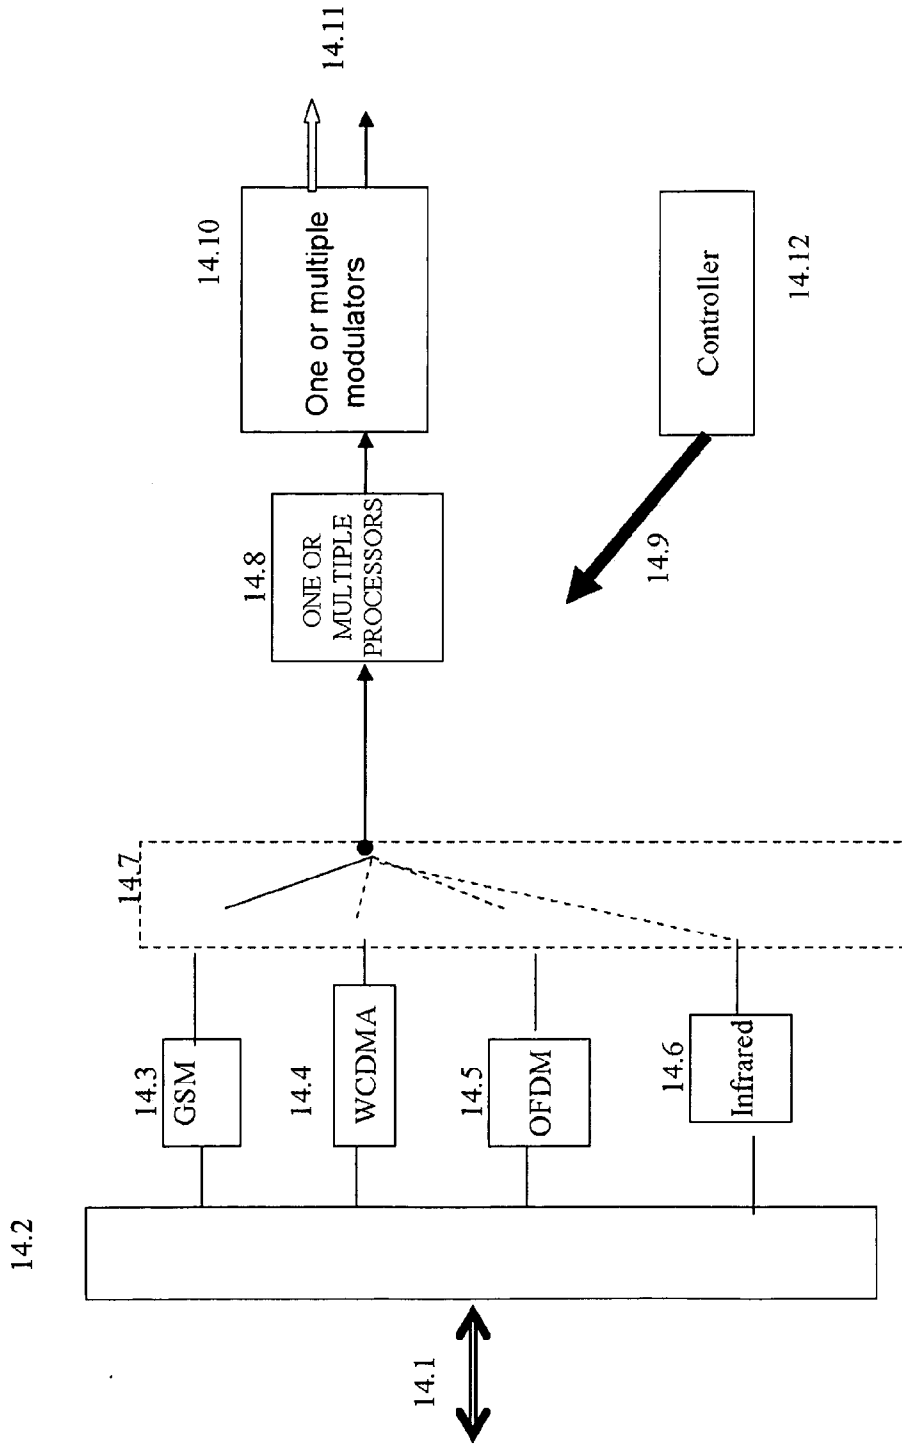 14.1
14.2
14.3
GSM
14.4
WCDMA
14.5
OFDM
14.6
Infrared
14.7
14.8
ONE OR
MULTIPLE
PROCESSORS
14.9
14.10
One or multiple
modulators
14.11
Controller
14.12